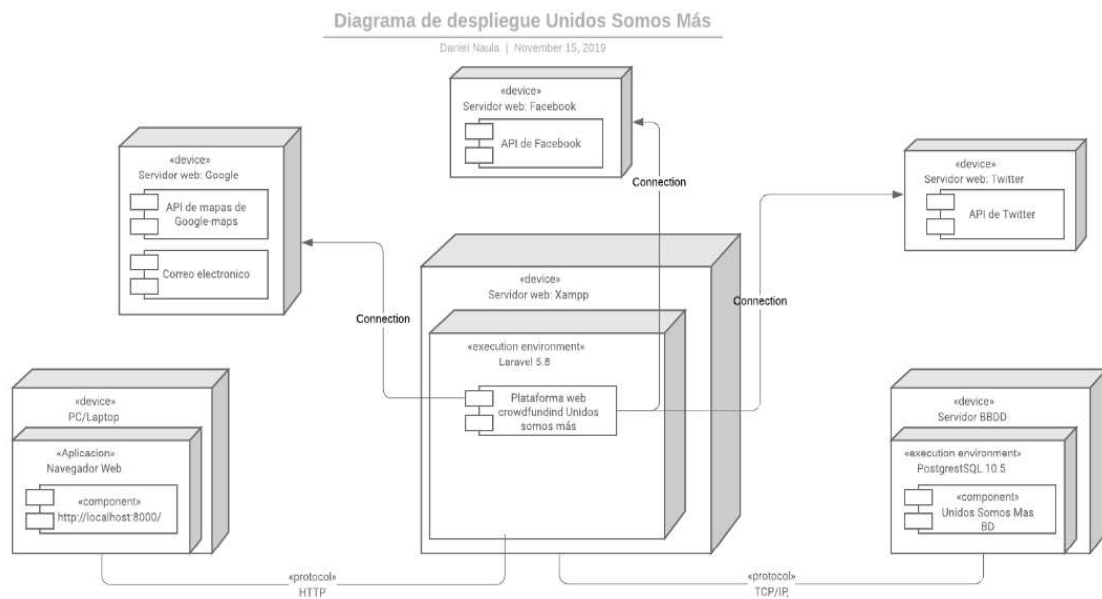 Diagrama de despliegue Unidos Somos Más
Daniel Naula | November 15, 2019
«device»
Servidor web: Facebook
API de Facebook
«device»
Servidor web: Google
API de mapas de
Google-maps
Correo electronico
«device»
Servidor web: Twitter
API de Twitter
Connection
Connection
Connection
«device»
Servidor web: Xampp
«execution environment»
Laravel 5.8
Plataforma web
crowdfundind Unidos
somos más
«device»
PC/Laptop
«Aplicacion»
Navegador Web
«component»
http://localhost:8000/
«device»
Servidor BBDD
«execution environment»
PostgrestSQL 10.5
«component»
Unidos Somos Mas
BD
«protocol»
HTTP
«protocol»
TCP/IP,